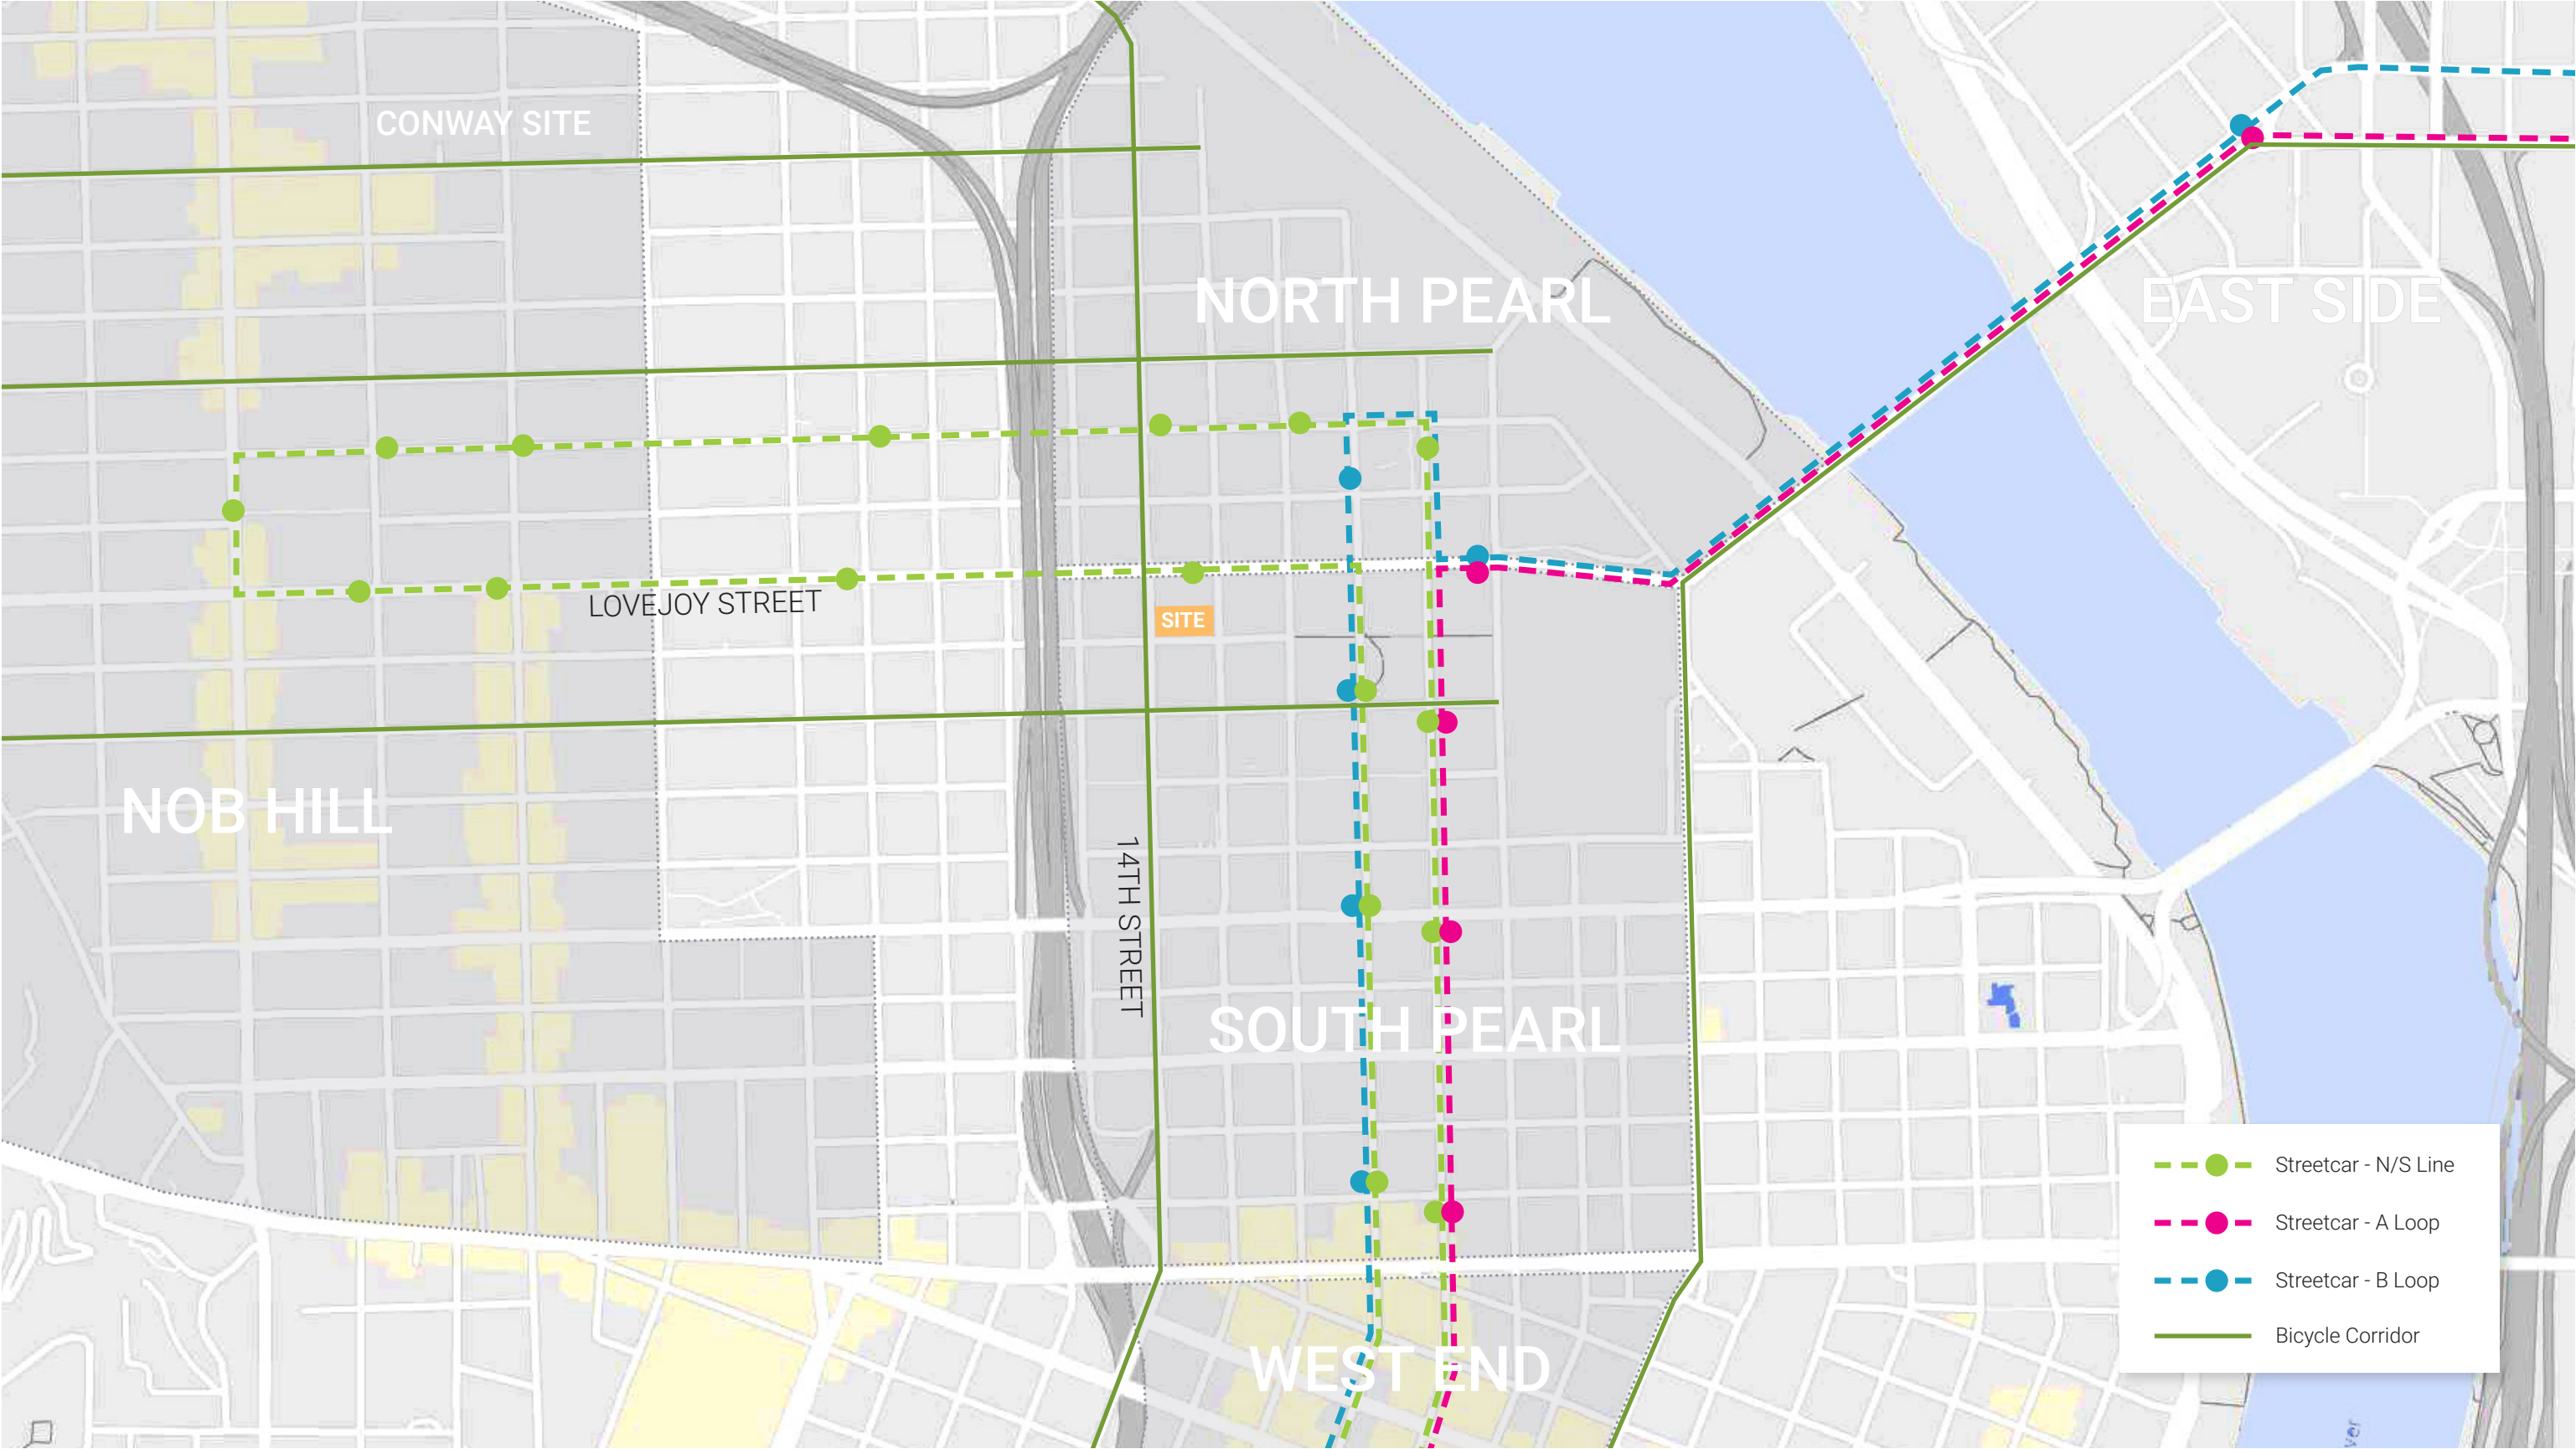 CONWAY SITE
NORTH PEARL
EAST SIDE
LOVEJOY STREET
SITE
NOB HILL
14TH STREET
SOUTH PEARL
WEST END
Streetcar - N/S Line
Streetcar - A Loop
Streetcar - B Loop
Bicycle Corridor